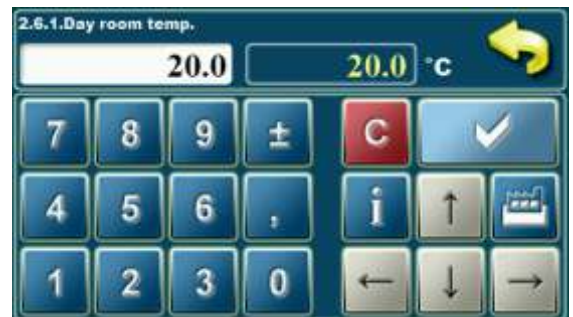 2.6.1.Day room temp.
20.0 20.0 °C
7 8 9 ± C
4 5 6 , i ↑
1 2 3 0 ← ↓ →